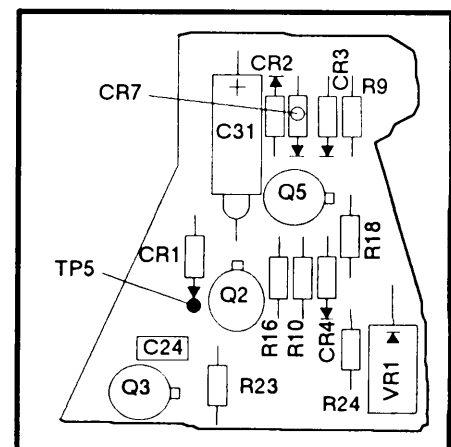 CR2
CR3
R9
CR7
+
C31
Q5
R18
CR1
TP5
Q2
R16
R10
CR4
C24
Q3
R23
R24
VR1